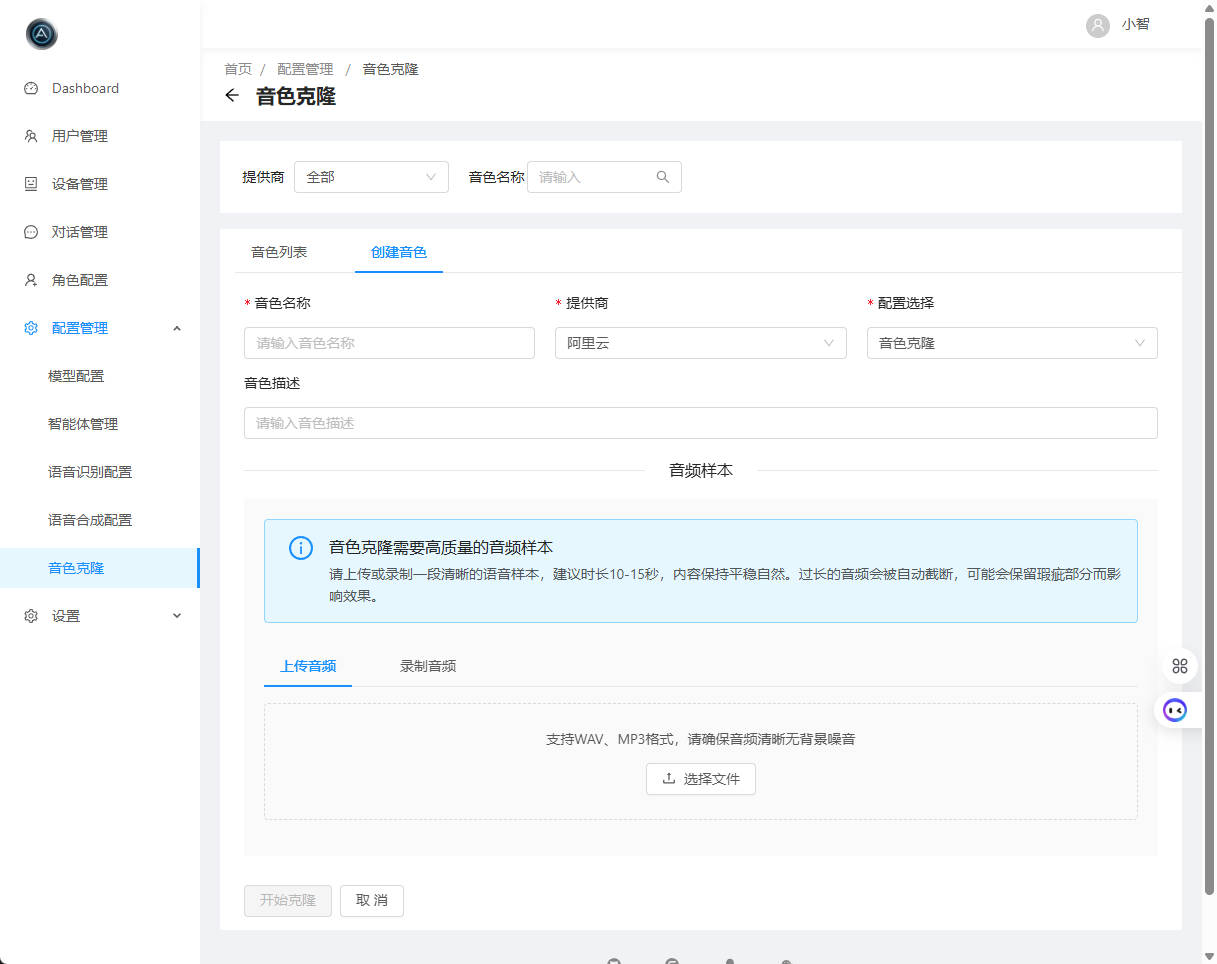 小智
Dashboard
用户管理
设备管理
对话管理
角色配置
配置管理
模型配置
智能体管理
语音识别配置
语音合成配置
音色克隆
设置
首页 / 配置管理 / 音色克隆
音色克隆
提供商 全部 音色名称 请输入
音色列表 创建音色
* 音色名称 * 提供商 * 配置选择
请输入音色名称 阿里云 音色克隆
音色描述
请输入音色描述
音频样本
音色克隆需要高质量的音频样本
请上传或录制一段清晰的语音样本，建议时长10-15秒，内容保持平稳自然。过长的音频会被自动截断，可能会保留瑕疵部分而影
响效果。
上传音频 录制音频
支持WAV、MP3格式，请确保音频清晰无背景噪音
选择文件
开始克隆 取 消